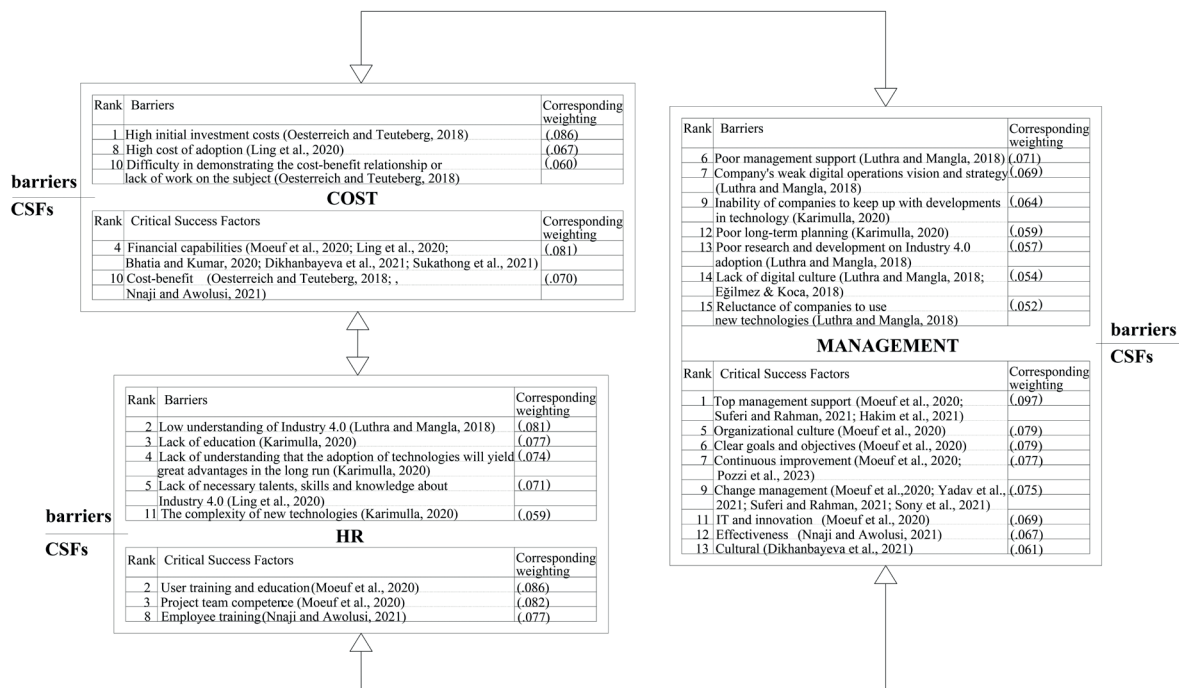 barriers
CSFs
Rank Barriers Corresponding
weighting
1 High initial investment costs (Oesterreich and Teuteberg, 2018) (.086)
8 High cost of adoption (Ling et al., 2020) (.067)
10 Difficulty in demonstrating the cost-benefit relationship or (.060)
lack of work on the subject (Oesterreich and Teuteberg, 2018)
COST
Rank Critical Success Factors Corresponding
weighting
4 Financial capabilities (Moeuf et al., 2020; Ling et al., 2020; (.081)
Bhatia and Kumar, 2020; Dikhanbayeva et al., 2021; Sukathong et al., 2021)
10 Cost-benefit (Oesterreich and Teuteberg, 2018; , (.070)
Nnaji and Awolusi, 2021)
barriers
CSFs
Rank Barriers Corresponding
weighting
2 Low understanding of Industry 4.0 (Luthra and Mangla, 2018) (.081)
3 Lack of education (Karimulla, 2020) (.077)
4 Lack of understanding that the adoption of technologies will yield (.074)
great advantages in the long run (Karimulla, 2020)
5 Lack of necessary talents, skills and knowledge about (.071)
Industry 4.0 (Ling et al., 2020)
11 The complexity of new technologies (Karimulla, 2020) (.059)
HR
Rank Critical Success Factors Corresponding
weighting
2 User training and education (Moeuf et al., 2020) (.086)
3 Project team competence (Moeuf et al., 2020) (.082)
8 Employee training (Nnaji and Awolusi, 2021) (.077)
Rank Barriers Corresponding
weighting
6 Poor management support (Luthra and Mangla, 2018) (.071)
7 Company's weak digital operations vision and strategy (.069)
(Luthra and Mangla, 2018)
9 Inability of companies to keep up with developments (.064)
in technology (Karimulla, 2020)
12 Poor long-term planning (Karimulla, 2020) (.059)
13 Poor research and development on Industry 4.0 (.057)
adoption (Luthra and Mangla, 2018)
14 Lack of digital culture (Luthra and Mangla, 2018; (.054)
Eğilmez & Koca, 2018)
15 Reluctance of companies to use (.052)
new technologies (Luthra and Mangla, 2018)
MANAGEMENT
barriers
CSFs
Rank Critical Success Factors Corresponding
weighting
1 Top management support (Moeuf et al., 2020; (.097)
Suferi and Rahman, 2021; Hakim et al., 2021)
5 Organizational culture (Moeuf et al., 2020) (.079)
6 Clear goals and objectives (Moeuf et al., 2020) (.079)
7 Continuous improvement (Moeuf et al., 2020; (.077)
Pozzi et al., 2023)
9 Change management (Moeuf et al.,2020; Yadav et al., (.075)
2021; Suferi and Rahman, 2021; Sony et al., 2021)
11 IT and innovation (Moeuf et al., 2020) (.069)
12 Effectiveness (Nnaji and Awolusi, 2021) (.067)
13 Cultural (Dikhanbayeva et al., 2021) (.061)